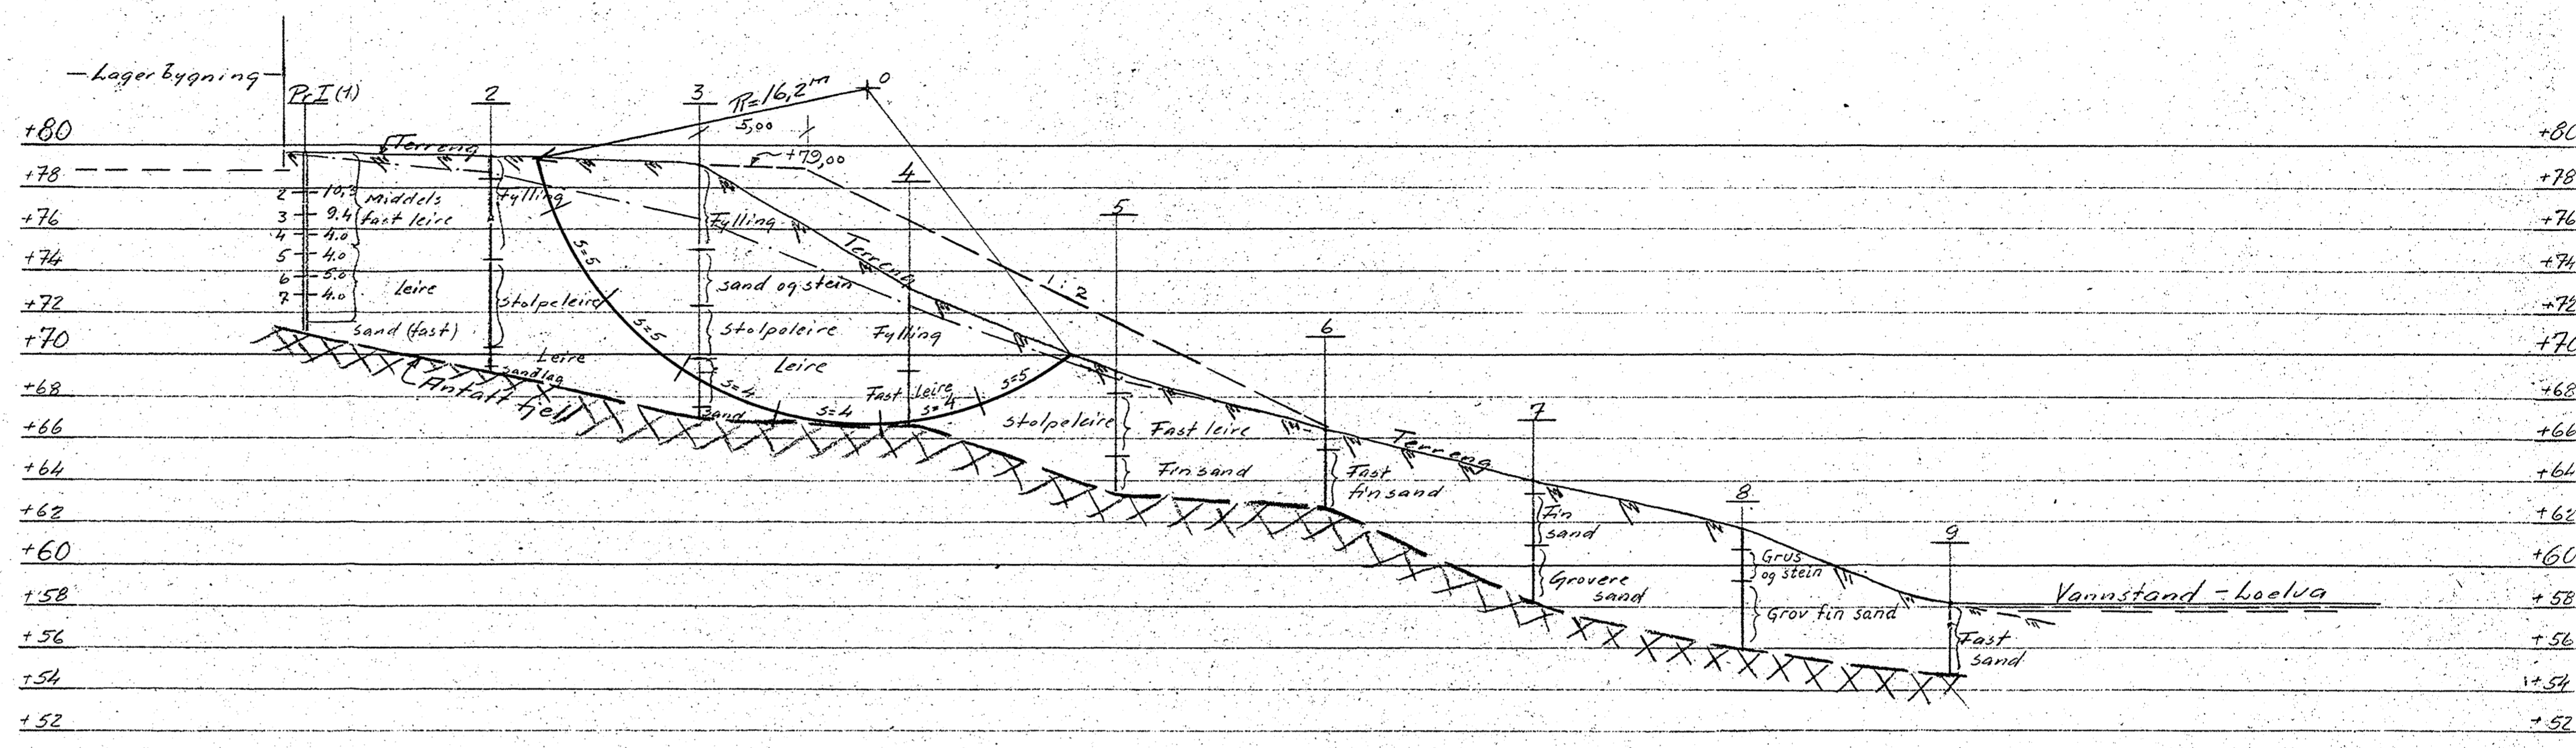 Lagerbygning
Pr.I (1)
2
3
R=16,2 m
O
5,00
+79,00
4
5
6
7
8
9
+80
+80
+78
+78
+76
+76
+74
+74
+72
+72
+70
+70
+68
+68
+66
+66
+64
+64
+62
+62
+60
+60
+58
+58
+56
+56
+54
+54
+52
+52
Terreng
2 10,3
3 9.4
4 4.0
5 4.0
6 5.0
7 4.0
Middels
fast leire
Leire
Sand (fast)
Antatt fjell
Fylling
Stolpeleire
Leire
Sandlag
s=5
s=5
s=4
s=4
s=4
s=5
Fylling
Sand og stein
Stolpeleire
Leire
Sand
Terreng
1:2
Fylling
Fast Leire
Stolpeleire
Fast leire
Fin sand
Fast
fin sand
Terreng
Fin
sand
Grovere
sand
Grus
og stein
Grov fin sand
Vannstand - Loelva
Fast
sand